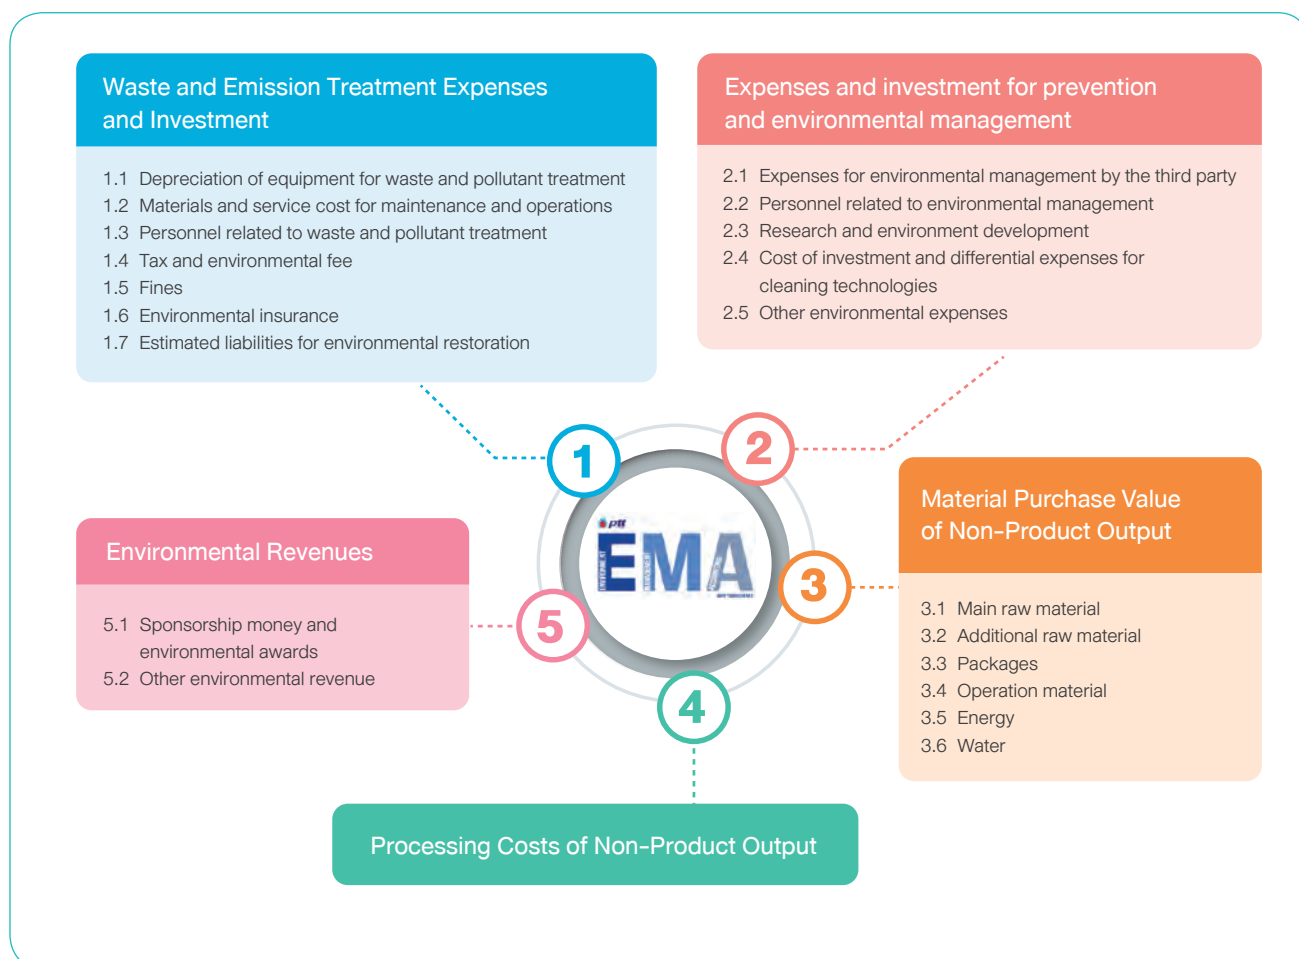 Waste and Emission Treatment Expenses
and Investment
1.1 Depreciation of equipment for waste and pollutant treatment
1.2 Materials and service cost for maintenance and operations
1.3 Personnel related to waste and pollutant treatment
1.4 Tax and environmental fee
1.5 Fines
1.6 Environmental insurance
1.7 Estimated liabilities for environmental restoration
Expenses and investment for prevention
and environmental management
2.1 Expenses for environmental management by the third party
2.2 Personnel related to environmental management
2.3 Research and environment development
2.4 Cost of investment and differential expenses for
cleaning technologies
2.5 Other environmental expenses
1
2
3
4
5
ptt
EMA
Material Purchase Value
of Non-Product Output
3.1 Main raw material
3.2 Additional raw material
3.3 Packages
3.4 Operation material
3.5 Energy
3.6 Water
Environmental Revenues
5.1 Sponsorship money and
environmental awards
5.2 Other environmental revenue
Processing Costs of Non-Product Output